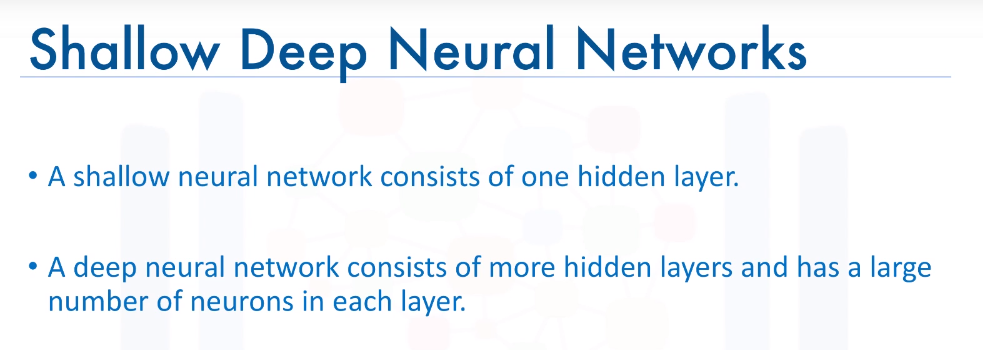 Shallow Deep Neural Networks
• A shallow neural network consists of one hidden layer.
• A deep neural network consists of more hidden layers and has a large
number of neurons in each layer.